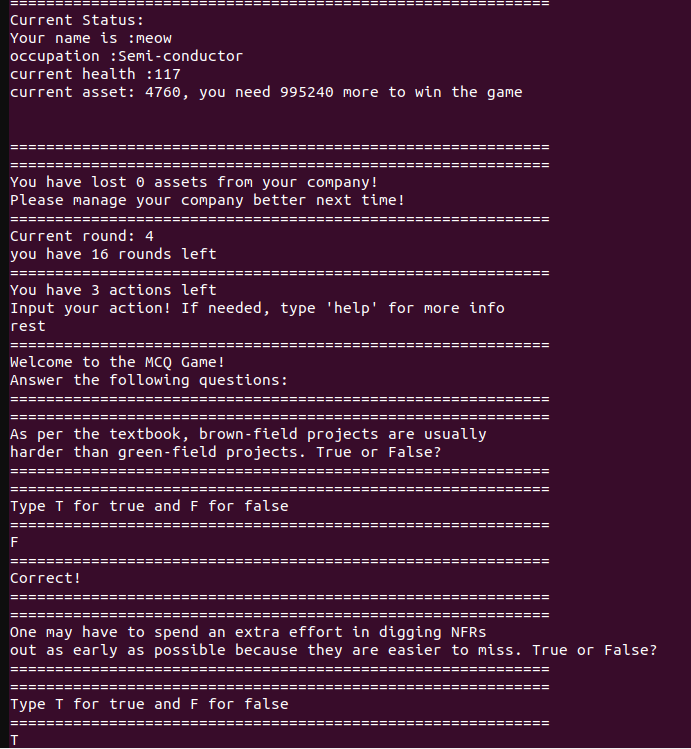 ============================================================
Current Status:
Your name is :meow
occupation :Semi-conductor
current health :117
current asset: 4760, you need 995240 more to win the game
============================================================
============================================================
You have lost 0 assets from your company!
Please manage your company better next time!
============================================================
Current round: 4
you have 16 rounds left
============================================================
You have 3 actions left
Input your action! If needed, type 'help' for more info
rest
============================================================
Welcome to the MCQ Game!
Answer the following questions:
============================================================
============================================================
As per the textbook, brown-field projects are usually
harder than green-field projects. True or False?
============================================================
============================================================
Type T for true and F for false
============================================================
F
============================================================
Correct!
============================================================
============================================================
One may have to spend an extra effort in digging NFRs
out as early as possible because they are easier to miss. True or False?
============================================================
============================================================
Type T for true and F for false
============================================================
T